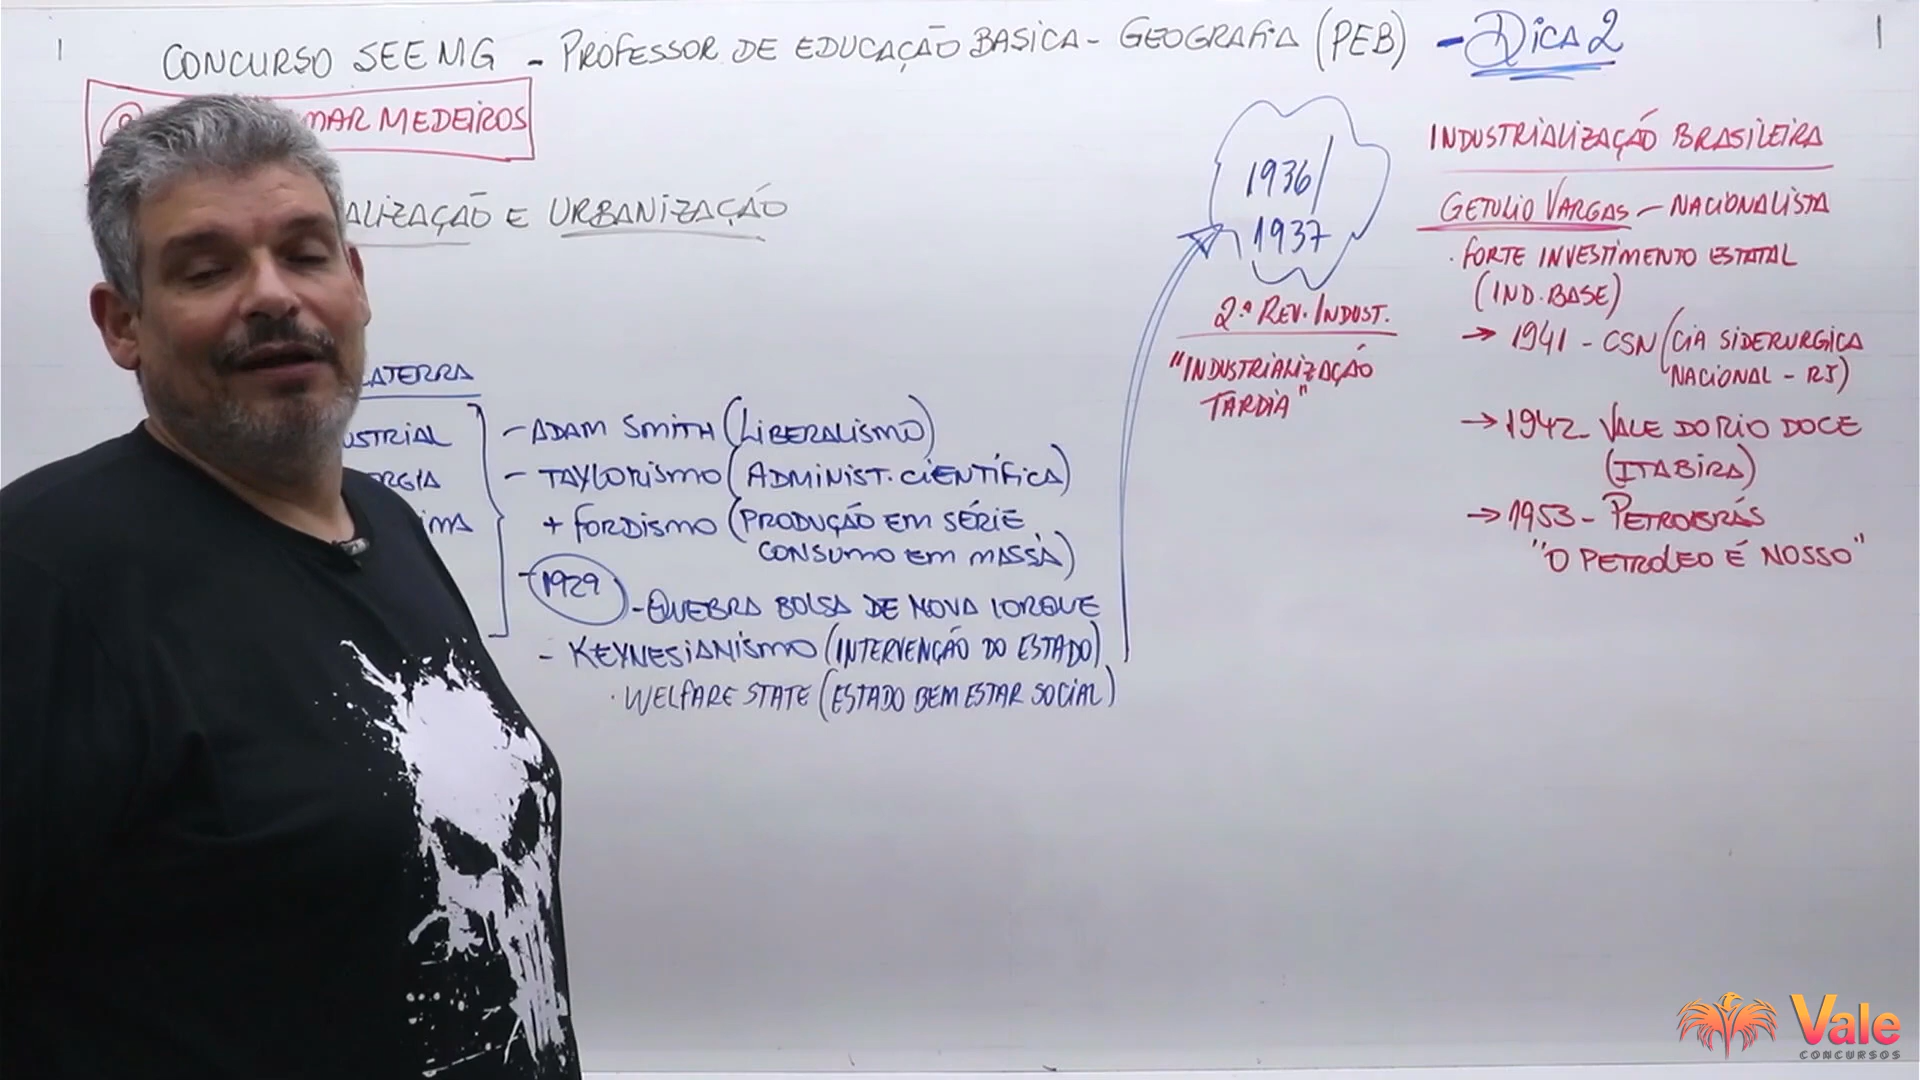 CONCURSO SEEMG - PROFESSOR DE EDUCAÇÃO BASICA - GEOGRAFIA (PEB) - DICA 2
MAR MEDEIROS
ALIZAÇÃO E URBANIZAÇÃO
LATERRA
USTRIAL
RGIA
IMA
- ADAM SMITH (LIBERALISMO)
- TAYLORISMO (ADMINIST. CIENTÍFICA)
+ FORDISMO (PRODUÇÃO EM SÉRIE
CONSUMO EM MASSA)
- 1929
- QUEBRA BOLSA DE NOVA IORQUE
- KEYNESIANISMO (INTERVENÇÃO DO ESTADO)
. WELFARE STATE (ESTADO BEM ESTAR SOCIAL)
1936/
1937
2ª REV. INDUST.
"INDUSTRIALIZAÇÃO
TARDIA"
INDUSTRIALIZAÇÃO BRASILEIRA
GETULIO VARGAS - NACIONALISTA
. FORTE INVESTIMENTO ESTATAL
(IND. BASE)
→ 1941 - CSN (CIA SIDERURGICA
NACIONAL - RJ)
→ 1942 - VALE DO RIO DOCE
(ITABIRA)
→ 1953 - PETROBRÁS
"O PETROLEO É NOSSO"
Vale
CONCURSOS